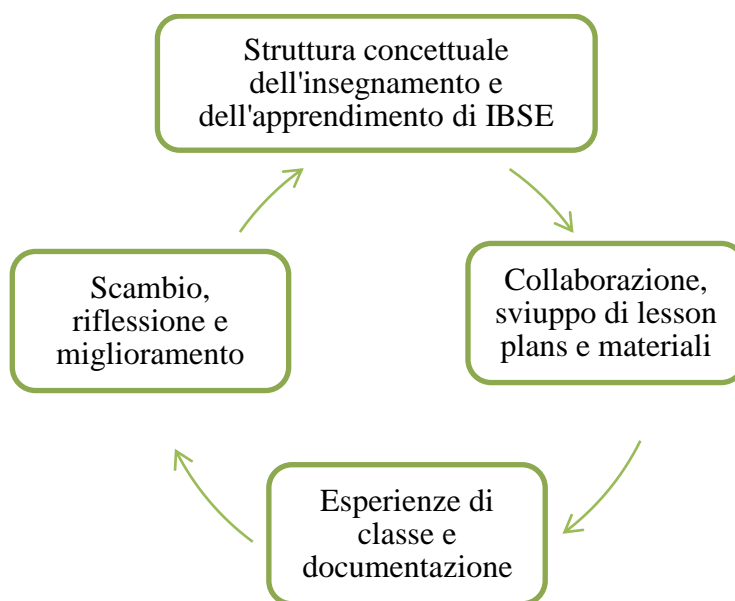 Struttura concettuale
dell'insegnamento e
dell'apprendimento di IBSE
Collaborazione,
sviuppo di lesson
plans e materiali
Esperienze di
classe e
documentazione
Scambio,
riflessione e
miglioramento